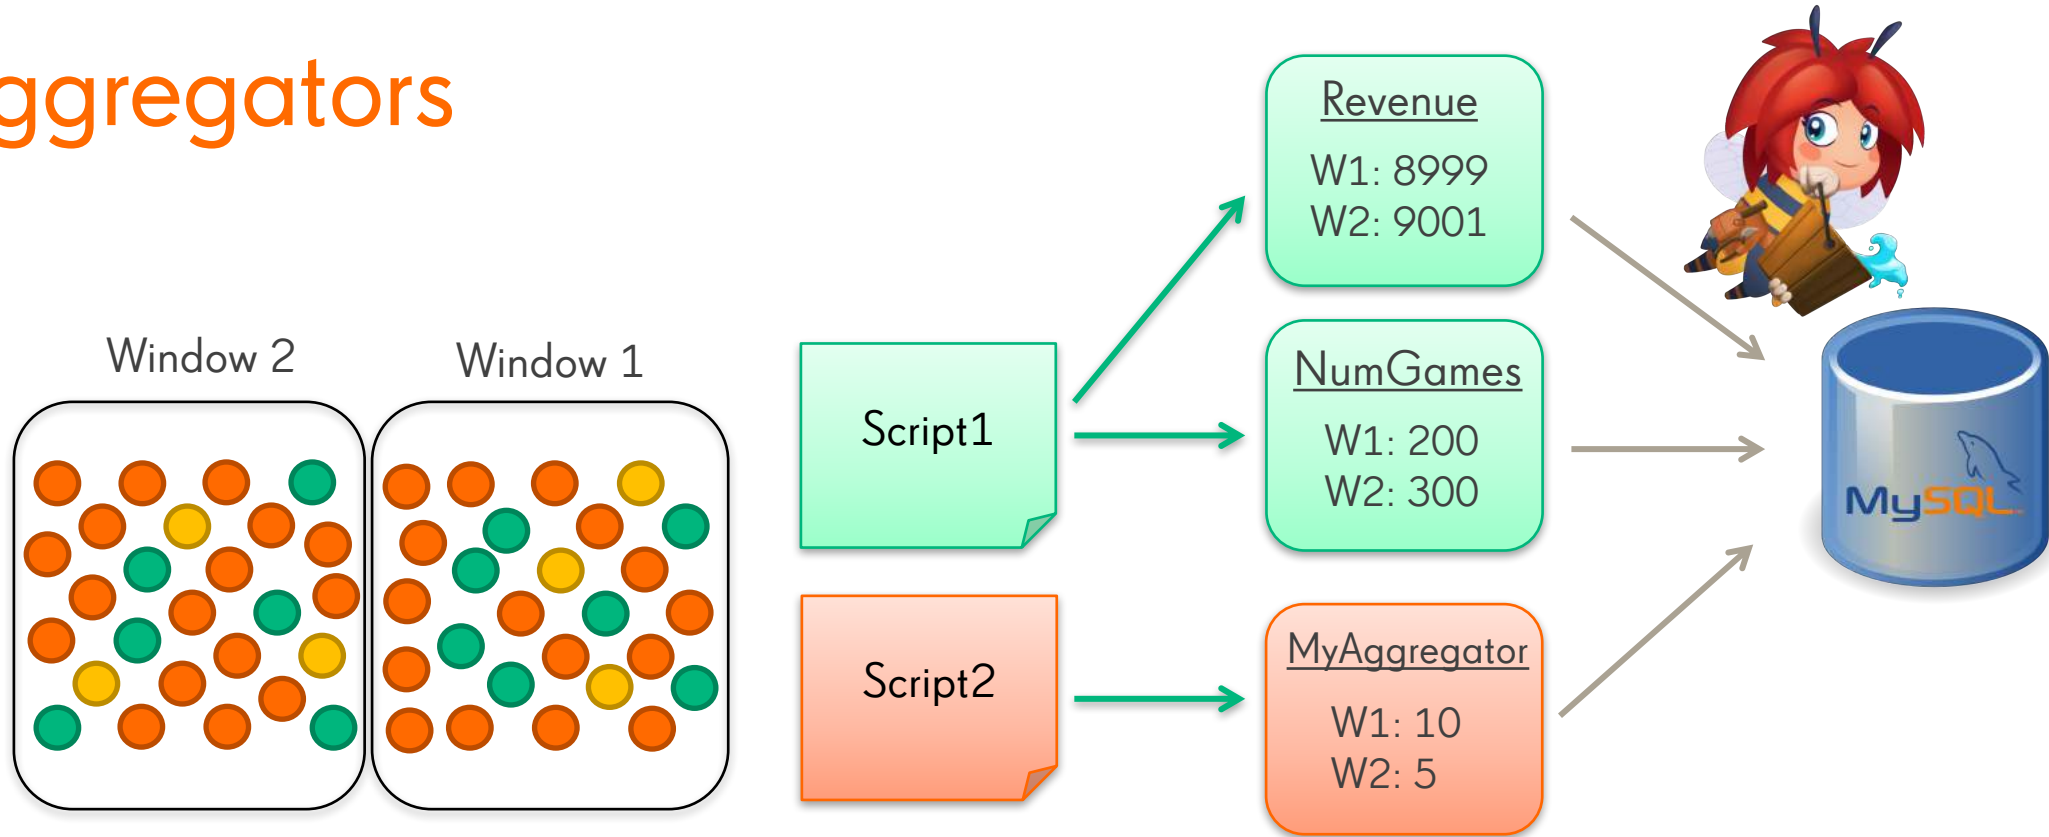 ggregators
Window 2
Window 1
Script1
Script2
Revenue
W1: 8999
W2: 9001
NumGames
W1: 200
W2: 300
MyAggregator
W1: 10
W2: 5
MySQL